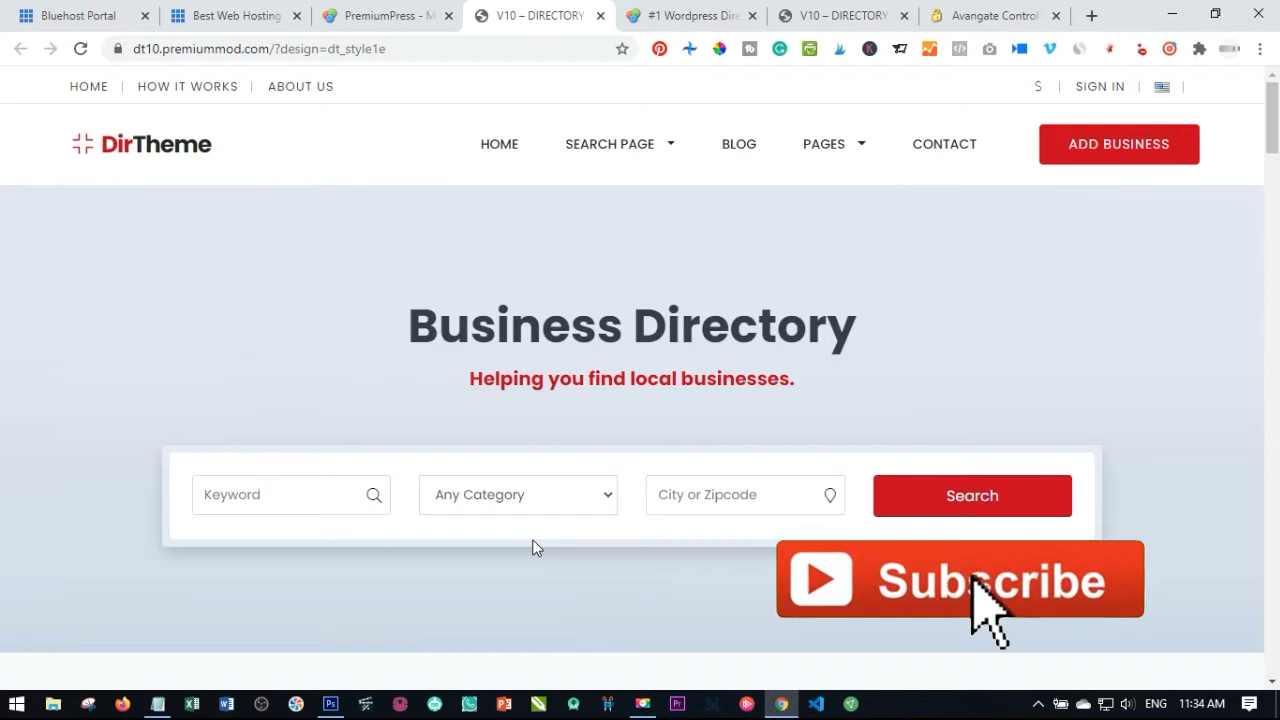 Bluehost Portal
Best Web Hosting
PremiumPress - M
V10 – DIRECTORY
#1 Wordpress Dire
V10 – DIRECTORY
Avangate Control
dt10.premiummod.com/?design=dt_style1e
HOME | HOW IT WORKS | ABOUT US
$ | SIGN IN |
DirTheme
HOME SEARCH PAGE BLOG PAGES CONTACT
ADD BUSINESS
Business Directory
Helping you find local businesses.
Keyword
Any Category
City or Zipcode
Search
Subscribe
ENG 11:34 AM